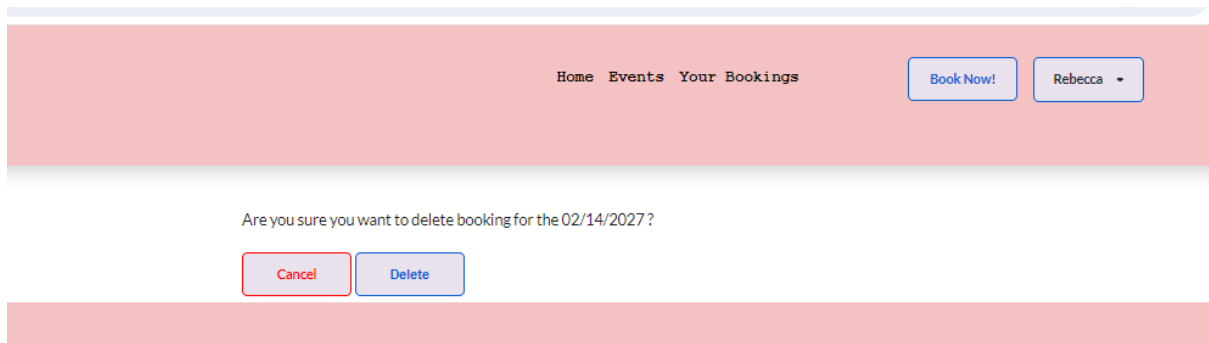 Home Events Your Bookings Book Now! Rebecca
Are you sure you want to delete booking for the 02/14/2027 ?
Cancel Delete